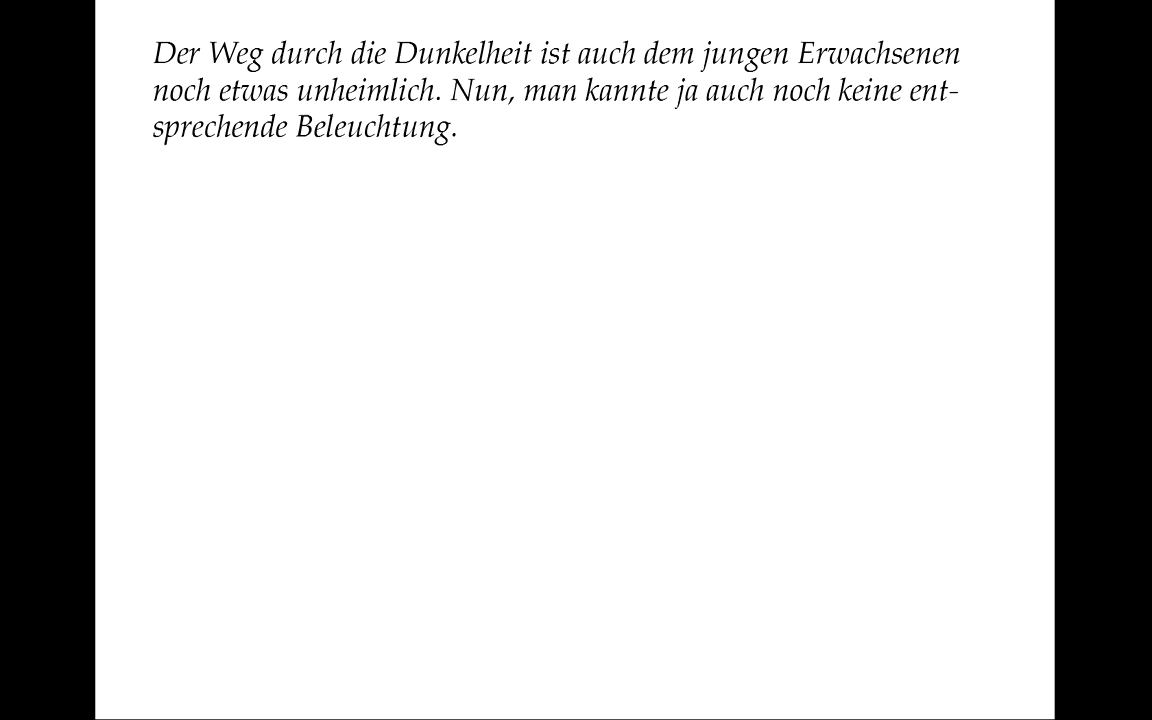 Der Weg durch die Dunkelheit ist auch dem jungen Erwachsenen
noch etwas unheimlich. Nun, man kannte ja auch noch keine ent-
sprechende Beleuchtung.